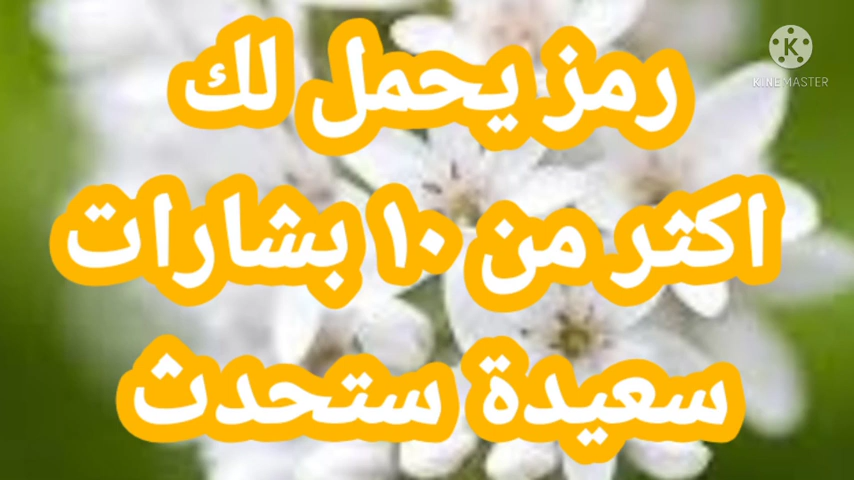 رمز يحمل لك
اكثر من ١٠ بشارات
سعيدة ستحدث
KINEMASTER